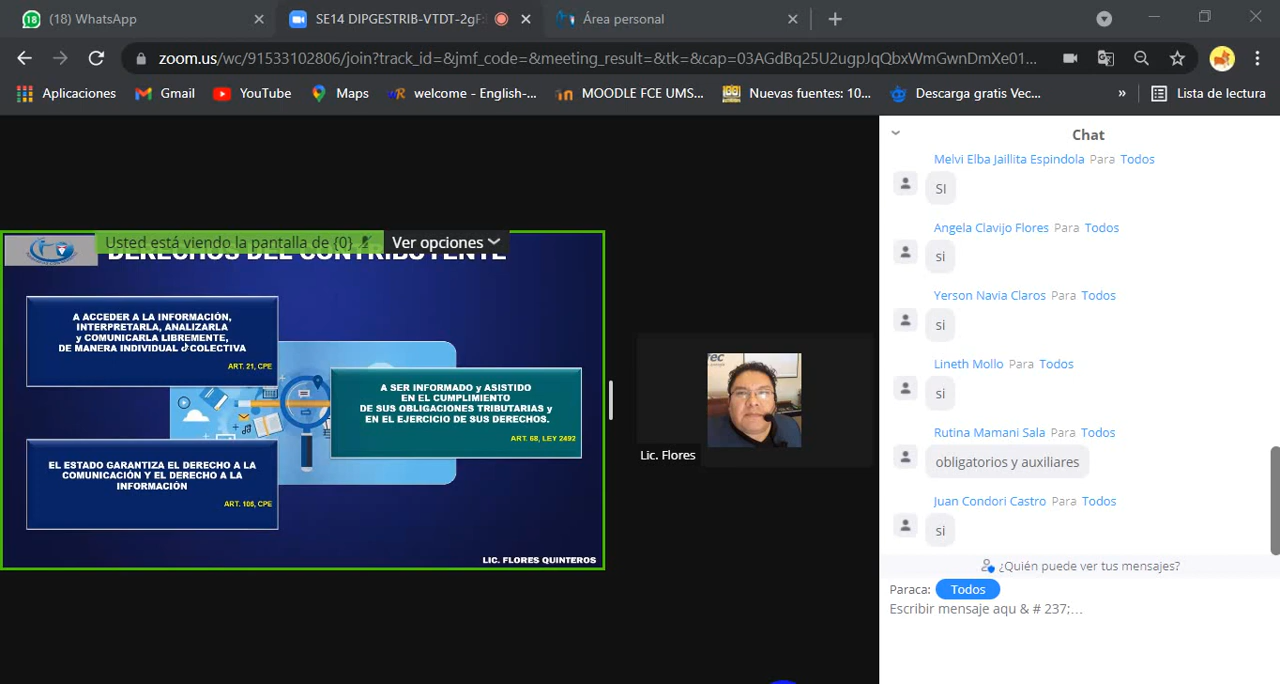 (18) WhatsApp
SE14 DIPGESTRIB-VTDT-2gF
Área personal
zoom.us/wc/91533102806/join?track_id=&jmf_code=&meeting_result=&tk=&cap=03AGdBq25U2ugpJqQbxWmGwnDmXe01...
Aplicaciones
Gmail
YouTube
Maps
welcome - English-...
MOODLE FCE UMS...
Nuevas fuentes: 10...
Descarga gratis Vec...
»
Lista de lectura
Usted está viendo la pantalla de {0}
Ver opciones
DERECHOS DEL CONTRIBUYENTE
A ACCEDER A LA INFORMACIÓN,
INTERPRETARLA, ANALIZARLA
y COMUNICARLA LIBREMENTE,
DE MANERA INDIVIDUAL O COLECTIVA
ART. 21, CPE
A SER INFORMADO y ASISTIDO
EN EL CUMPLIMIENTO
DE SUS OBLIGACIONES TRIBUTARIAS y
EN EL EJERCICIO DE SUS DERECHOS.
ART. 68, LEY 2492
EL ESTADO GARANTIZA EL DERECHO A LA
COMUNICACIÓN Y EL DERECHO A LA
INFORMACIÓN
ART. 106, CPE
LIC. FLORES QUINTEROS
Lic. Flores
Chat
Melvi Elba Jaillita Espindola Para Todos
SI
Angela Clavijo Flores Para Todos
si
Yerson Navia Claros Para Todos
si
Lineth Mollo Para Todos
si
Rutina Mamani Sala Para Todos
obligatorios y auxiliares
Juan Condori Castro Para Todos
si
¿Quién puede ver tus mensajes?
Paraca: Todos
Escribir mensaje aqu & # 237;...